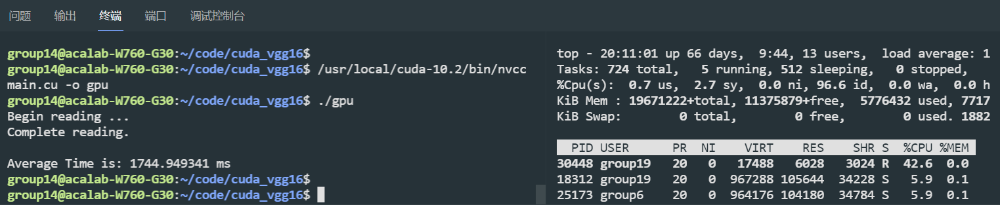 问题 输出 终端 端口 调试控制台
group14@acalab-W760-G30:~/code/cuda_vgg16$
group14@acalab-W760-G30:~/code/cuda_vgg16$ /usr/local/cuda-10.2/bin/nvcc
main.cu -o gpu
group14@acalab-W760-G30:~/code/cuda_vgg16$ ./gpu
Begin reading ...
Complete reading.
Average Time is: 1744.949341 ms
group14@acalab-W760-G30:~/code/cuda_vgg16$
group14@acalab-W760-G30:~/code/cuda_vgg16$
top - 20:11:01 up 66 days,  9:44, 13 users,  load average: 1
Tasks: 724 total,   5 running, 512 sleeping,   0 stopped,
%Cpu(s):  0.7 us,  2.7 sy,  0.0 ni, 96.6 id,  0.0 wa,  0.0 h
KiB Mem : 19671222+total, 11375879+free,  5776432 used, 7717
KiB Swap:        0 total,        0 free,        0 used. 1882
PID USER      PR  NI    VIRT    RES    SHR S  %CPU %MEM
30448 group19   20   0   17488   6028   3024 R  42.6  0.0
18312 group19   20   0  967288 105644  34228 S   5.9  0.1
25173 group6    20   0  964176 104180  34784 S   5.9  0.1